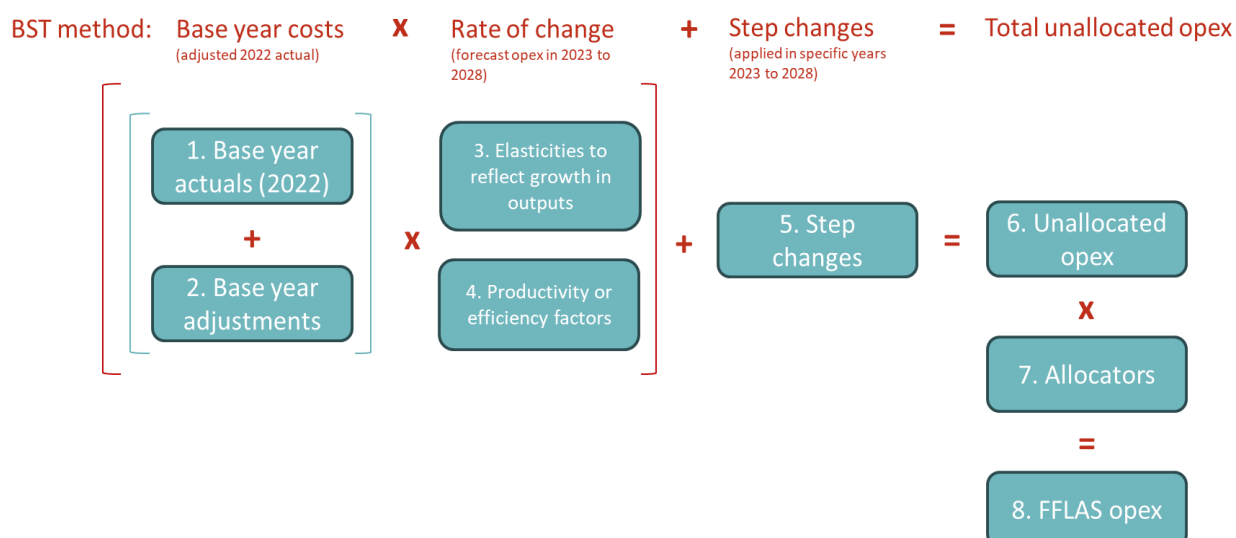 BST method: Base year costs x Rate of change + Step changes = Total unallocated opex
(adjusted 2022 actual)
(forecast opex in 2023 to
2028)
(applied in specific years
2023 to 2028)
1. Base year
actuals (2022)
+
2. Base year
adjustments
x
3. Elasticities to
reflect growth in
outputs
4. Productivity or
efficiency factors
+
5. Step
changes
=
6. Unallocated
opex
x
7. Allocators
=
8. FFLAS opex